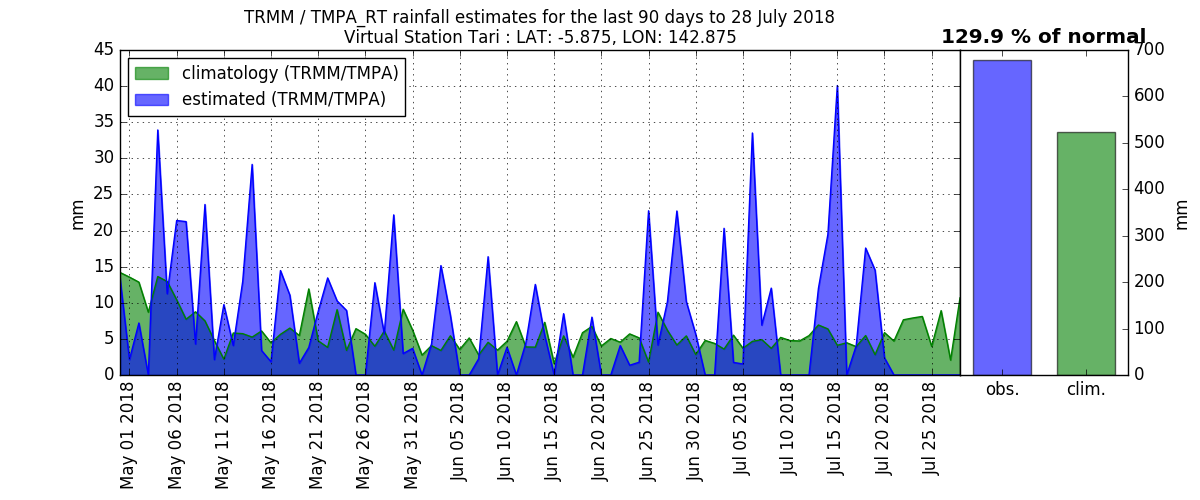 TRMM / TMPA_RT rainfall estimates for the last 90 days to 28 July 2018
Virtual Station Tari : LAT: -5.875, LON: 142.875
129.9 % of normal
climatology (TRMM/TMPA)
estimated (TRMM/TMPA)
45
40
35
30
25
20
15
10
5
0
mm
May 01 2018
May 06 2018
May 11 2018
May 16 2018
May 21 2018
May 26 2018
May 31 2018
Jun 05 2018
Jun 10 2018
Jun 15 2018
Jun 20 2018
Jun 25 2018
Jun 30 2018
Jul 05 2018
Jul 10 2018
Jul 15 2018
Jul 20 2018
Jul 25 2018
obs.
clim.
700
600
500
400
300
200
100
0
mm